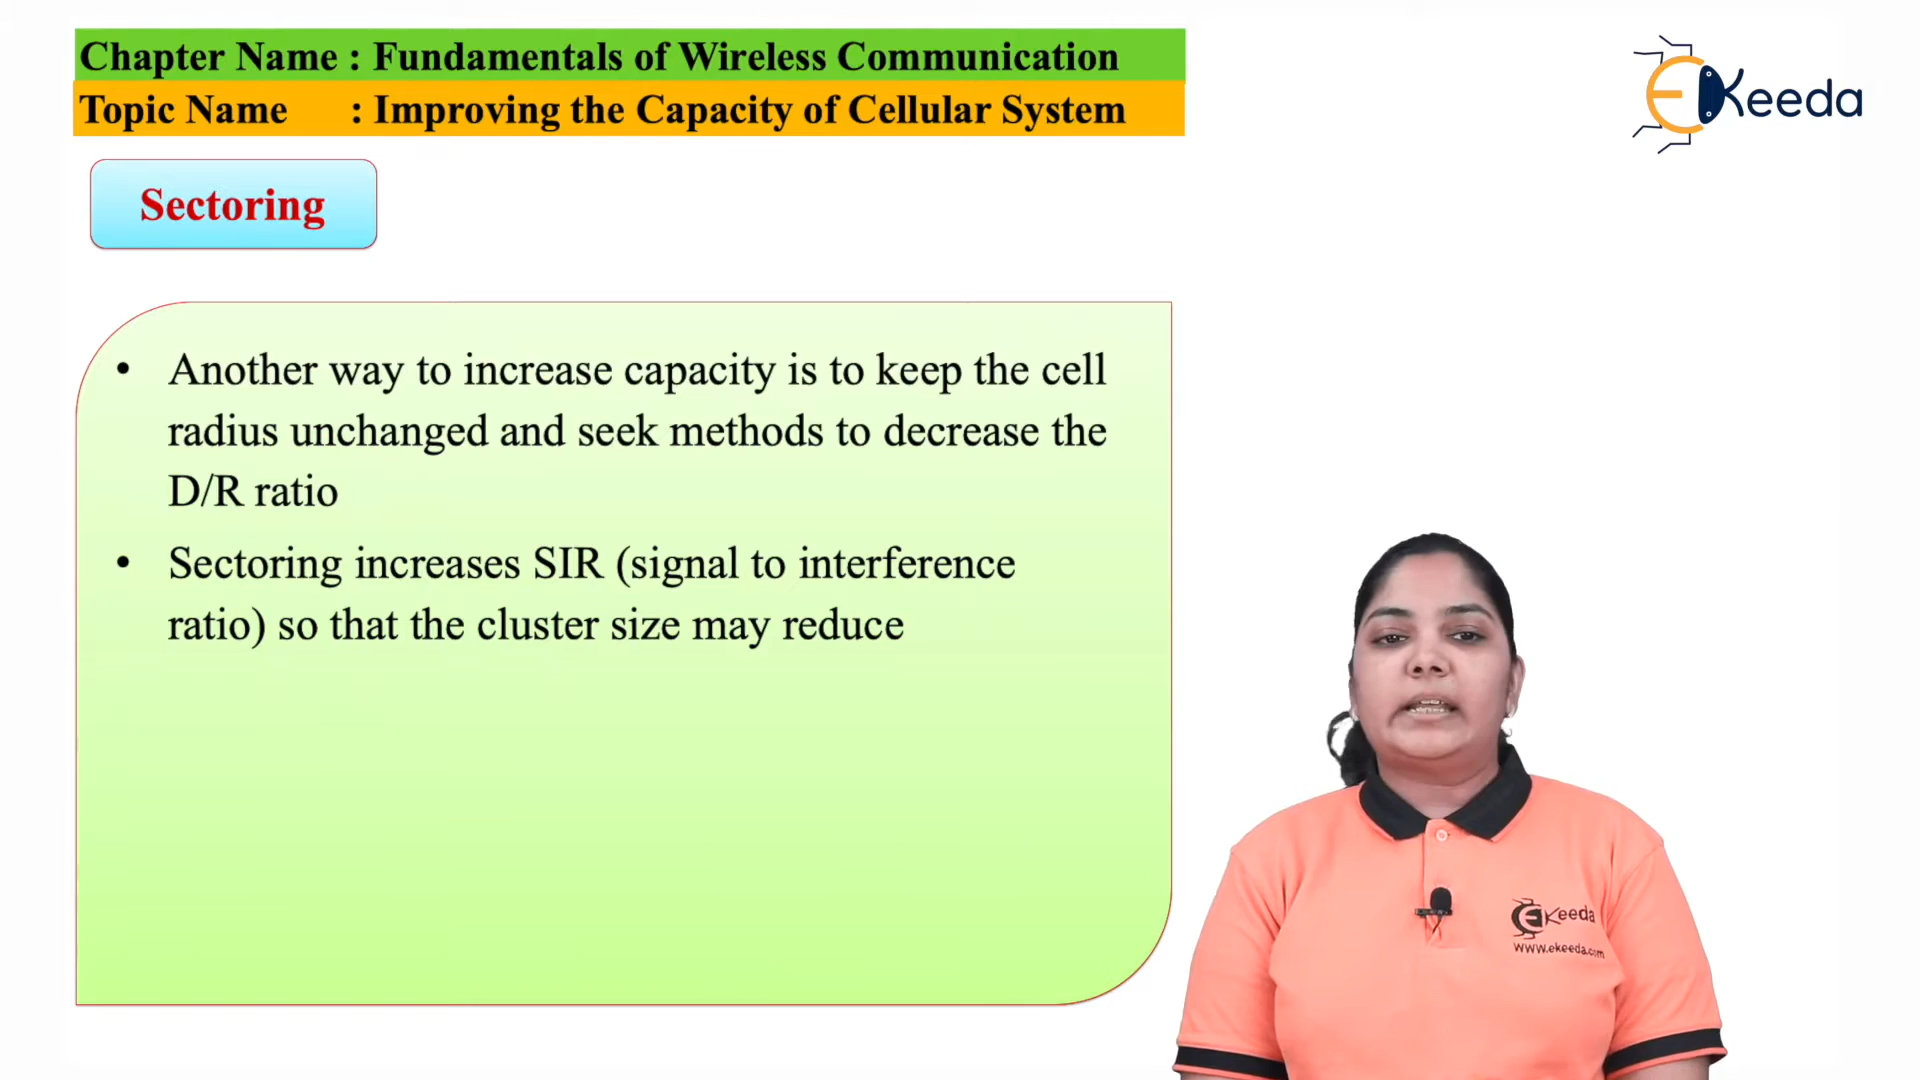 Chapter Name : Fundamentals of Wireless Communication
Topic Name : Improving the Capacity of Cellular System
EKeeda
Sectoring
• Another way to increase capacity is to keep the cell
radius unchanged and seek methods to decrease the
D/R ratio
• Sectoring increases SIR (signal to interference
ratio) so that the cluster size may reduce
EKeeda
www.ekeeda.com